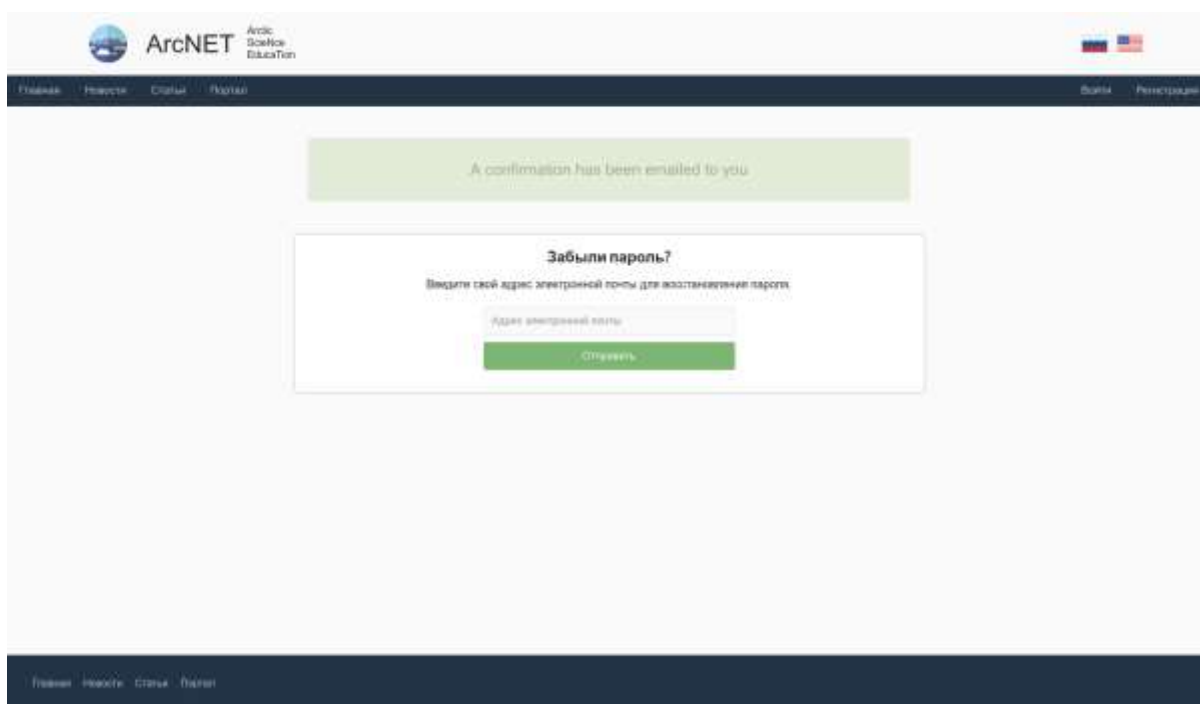 ArcNET
Arctic
ScieNce
EducaTion
Главная Новости Статьи Портал
Войти Регистрация
A confirmation has been emailed to you
Забыли пароль?
Введите свой адрес электронной почты для восстановления пароля
Адрес электронной почты
Отправить
Главная Новости Статьи Портал